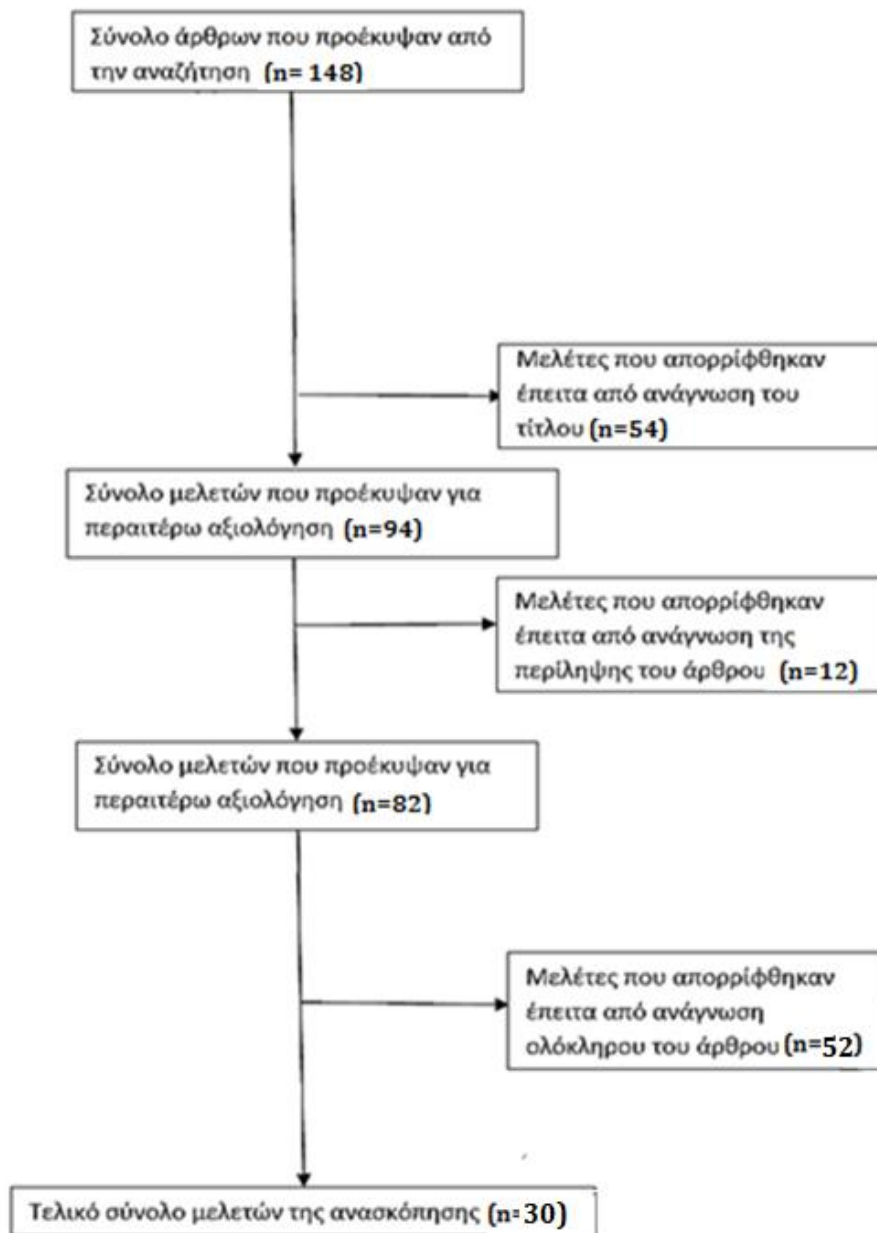 Σύνολο άρθρων που προέκυψαν από
την αναζήτηση (n= 148)
Μελέτες που απορρίφθηκαν
έπειτα από ανάγνωση του
τίτλου (n=54)
Σύνολο μελετών που προέκυψαν για
περαιτέρω αξιολόγηση (n=94)
Μελέτες που απορρίφθηκαν
έπειτα από ανάγνωση της
περίληψης του άρθρου (n=12)
Σύνολο μελετών που προέκυψαν για
περαιτέρω αξιολόγηση (n=82)
Μελέτες που απορρίφθηκαν
έπειτα από ανάγνωση
ολόκληρου του άρθρου (n=52)
Τελικό σύνολο μελετών της ανασκόπησης (n=30)